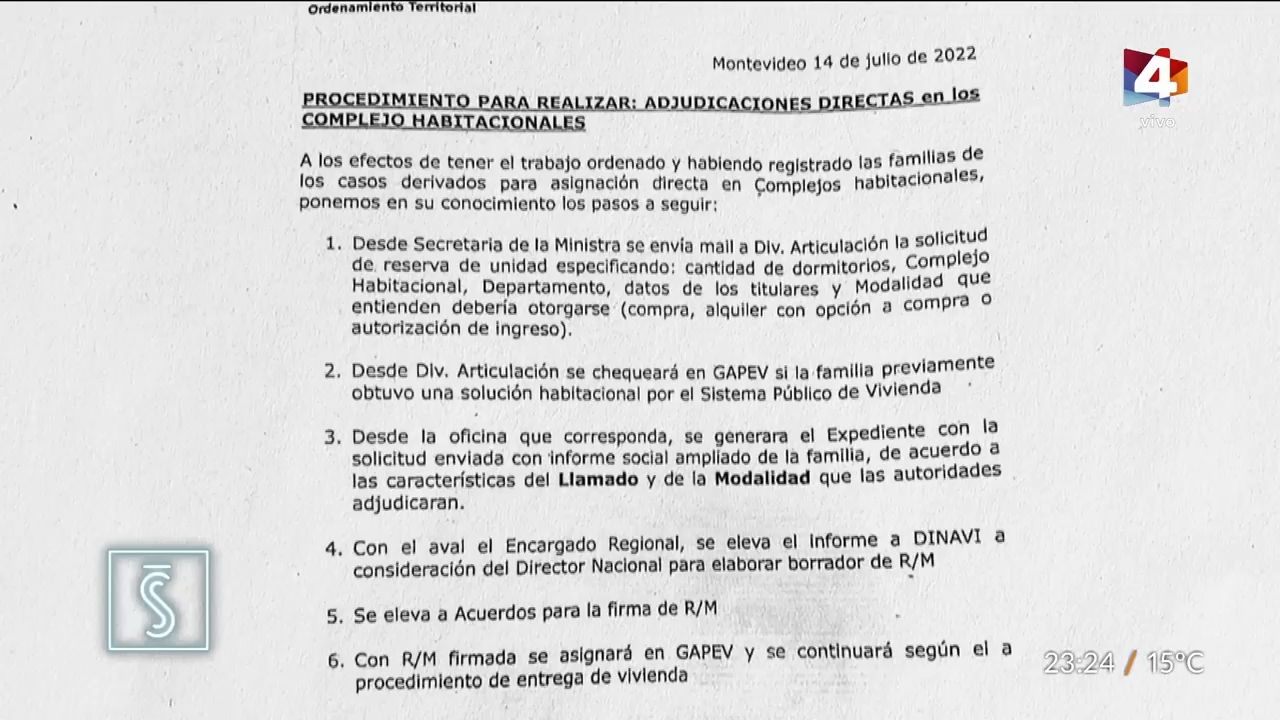 Ordenamiento Territorial
Montevideo 14 de julio de 2022
4
vivo
PROCEDIMIENTO PARA REALIZAR: ADJUDICACIONES DIRECTAS en los
COMPLEJO HABITACIONALES
A los efectos de tener el trabajo ordenado y habiendo registrado las familias de
los casos derivados para asignación directa en Complejos habitacionales,
ponemos en su conocimiento los pasos a seguir:
1. Desde Secretaria de la Ministra se envía mail a Div. Articulación la solicitud
de reserva de unidad especificando: cantidad de dormitorios, Complejo
Habitacional, Departamento, datos de los titulares y Modalidad que
entienden debería otorgarse (compra, alquiler con opción a compra o
autorización de ingreso).
2. Desde Div. Articulación se chequeará en GAPEV si la familia previamente
obtuvo una solución habitacional por el Sistema Público de Vivienda
3. Desde la oficina que corresponda, se generara el Expediente con la
solicitud enviada con informe social ampliado de la familia, de acuerdo a
las características del Llamado y de la Modalidad que las autoridades
adjudicaran.
4. Con el aval el Encargado Regional, se eleva el Informe a DINAVI a
consideración del Director Nacional para elaborar borrador de R/M
5. Se eleva a Acuerdos para la firma de R/M
6. Con R/M firmada se asignará en GAPEV y se continuará según el a
procedimiento de entrega de vivienda
S
23:24 / 15°C